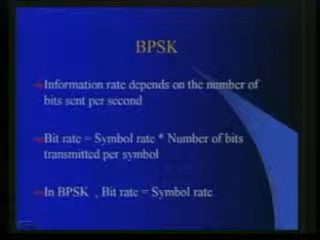 BPSK
Information rate depends on the number of
bits sent per second
Bit rate = Symbol rate * Number of bits
transmitted per symbol
In BPSK , Bit rate = Symbol rate